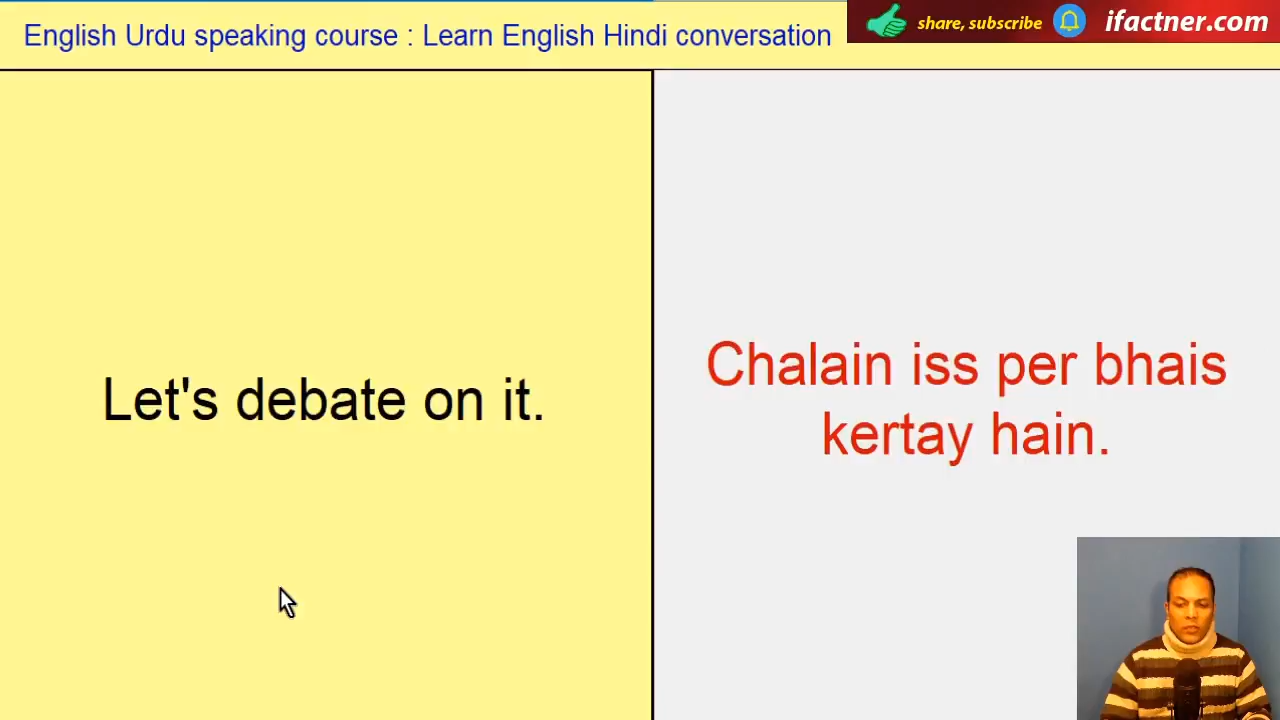 English Urdu speaking course : Learn English Hindi conversation
share, subscribe
ifactner.com
Let's debate on it.
Chalain iss per bhais
kertay hain.